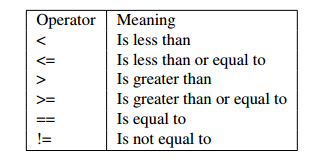 Operator Meaning
< Is less than
<= Is less than or equal to
> Is greater than
>= Is greater than or equal to
== Is equal to
!= Is not equal to